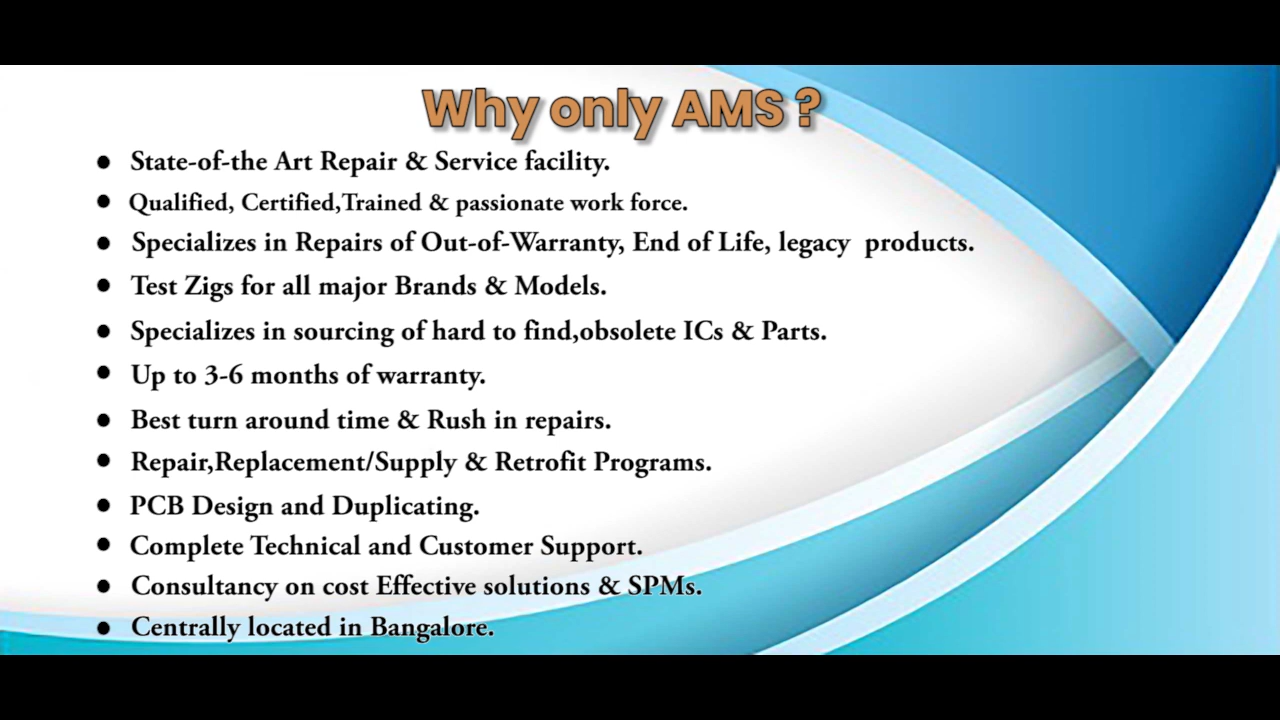 Why only AMS ?
● State-of-the Art Repair & Service facility.
● Qualified, Certified,Trained & passionate work force.
● Specializes in Repairs of Out-of-Warranty, End of Life, legacy  products.
● Test Zigs for all major Brands & Models.
● Specializes in sourcing of hard to find,obsolete ICs & Parts.
● Up to 3-6 months of warranty.
● Best turn around time & Rush in repairs.
● Repair,Replacement/Supply & Retrofit Programs.
● PCB Design and Duplicating.
● Complete Technical and Customer Support.
● Consultancy on cost Effective solutions & SPMs.
● Centrally located in Bangalore.